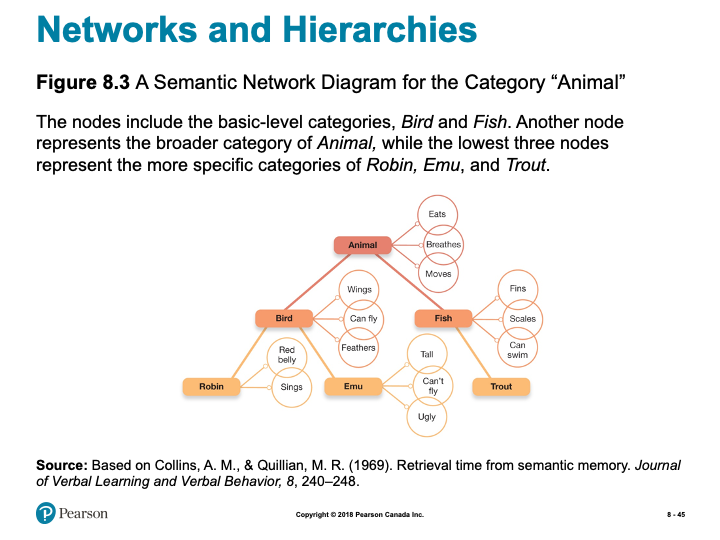 Networks and Hierarchies
Figure 8.3 A Semantic Network Diagram for the Category “Animal”
The nodes include the basic-level categories, Bird and Fish. Another node
represents the broader category of Animal, while the lowest three nodes
represent the more specific categories of Robin, Emu, and Trout.
Eats
Animal
Breathes
Moves
Wings
Bird
Can fly
Feathers
Fins
Fish
Scales
Can
swim
Red
belly
Robin
Sings
Tall
Emu
Can't
fly
Ugly
Trout
Source: Based on Collins, A. M., & Quillian, M. R. (1969). Retrieval time from semantic memory. Journal
of Verbal Learning and Verbal Behavior, 8, 240–248.
P Pearson
Copyright © 2018 Pearson Canada Inc.
8 - 45